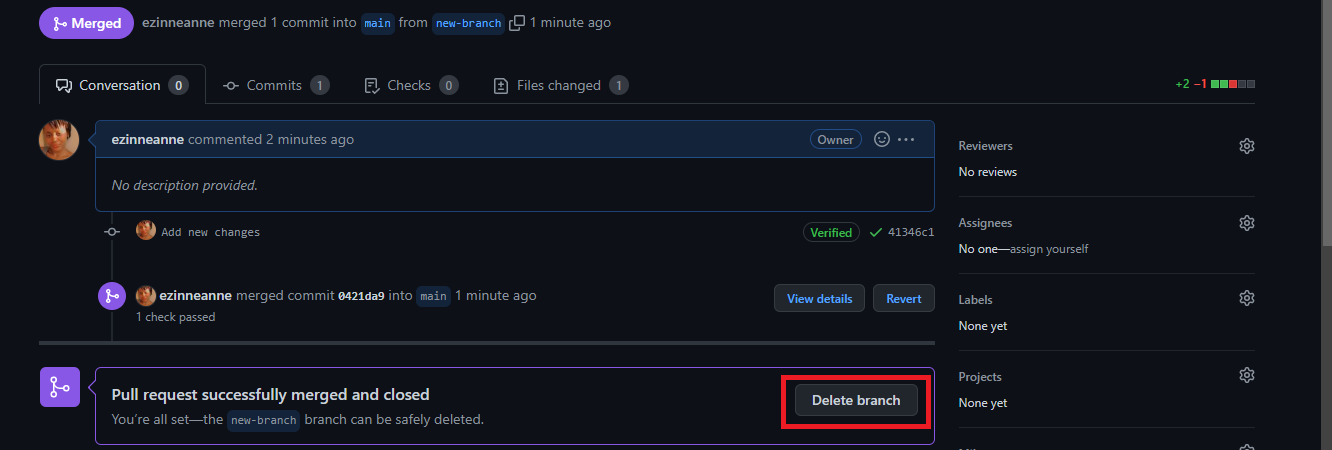 Merged ezinneanne merged 1 commit into main from new-branch 1 minute ago
Conversation 0 Commits 1 Checks 0 Files changed 1 +2 −1
ezinneanne commented 2 minutes ago Owner
No description provided.
Add new changes Verified 41346c1
ezinneanne merged commit 0421da9 into main 1 minute ago View details Revert
1 check passed
Pull request successfully merged and closed
You're all set—the new-branch branch can be safely deleted.
Delete branch
Reviewers
No reviews
Assignees
No one—assign yourself
Labels
None yet
Projects
None yet